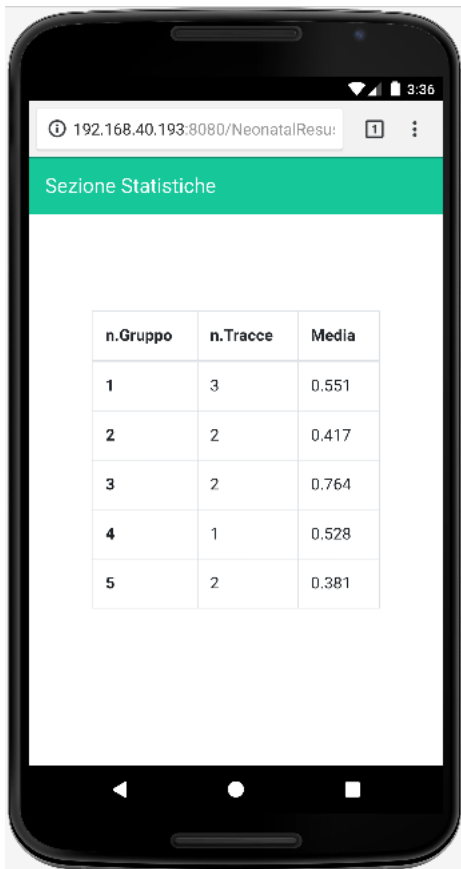 3:36
192.168.40.193:8080/NeonatalResu
1
Sezione Statistiche
n.Gruppo n.Tracce Media
1 3 0.551
2 2 0.417
3 2 0.764
4 1 0.528
5 2 0.381